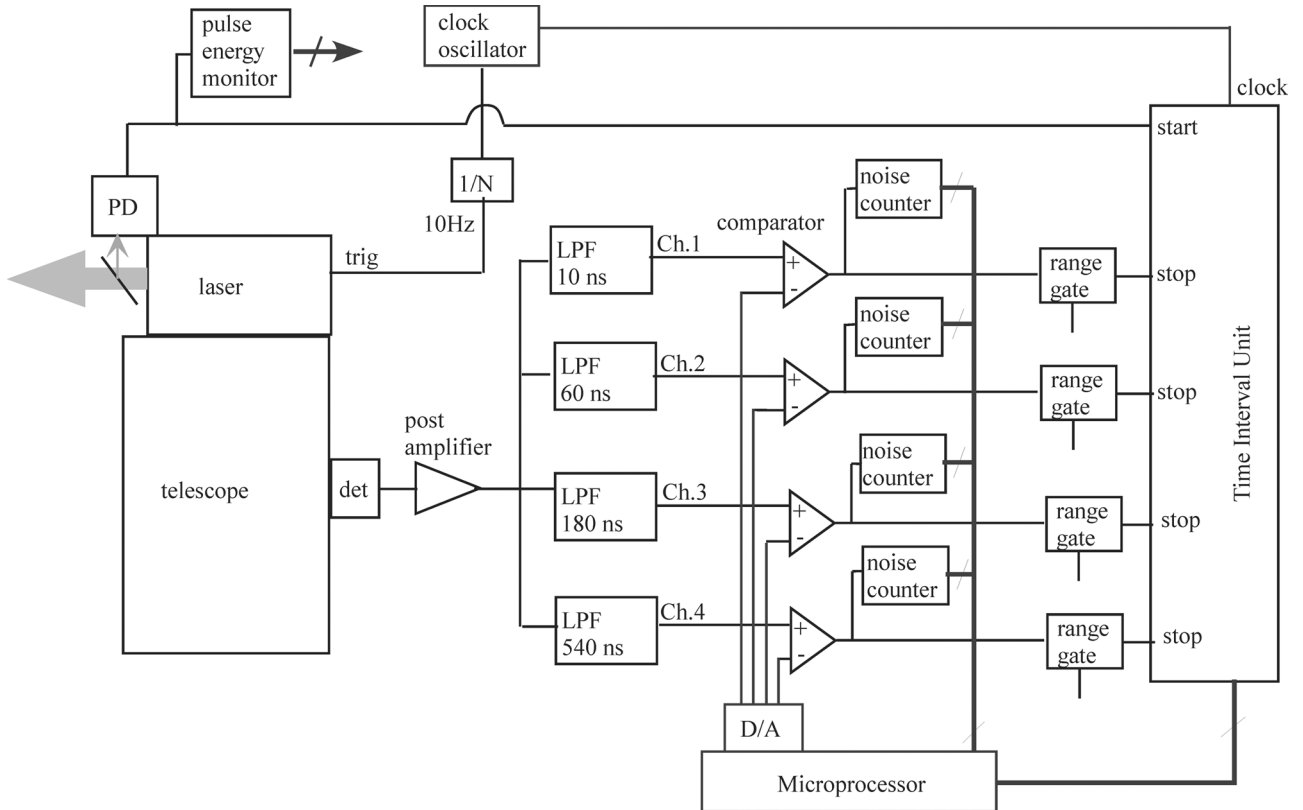 pulse
energy
monitor
clock
oscillator
clock
start
PD
1/N
10Hz
trig
laser
LPF
10 ns
Ch.1
comparator
+
-
noise
counter
range
gate
stop
LPF
60 ns
Ch.2
+
-
noise
counter
range
gate
stop
Time Interval Unit
post
amplifier
telescope
det
LPF
180 ns
Ch.3
+
-
noise
counter
range
gate
stop
LPF
540 ns
Ch.4
+
-
noise
counter
range
gate
stop
D/A
Microprocessor